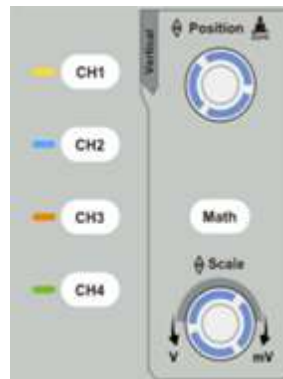 Vertical
Position
CH1
CH2
CH3
Math
Scale
CH4
V
mV